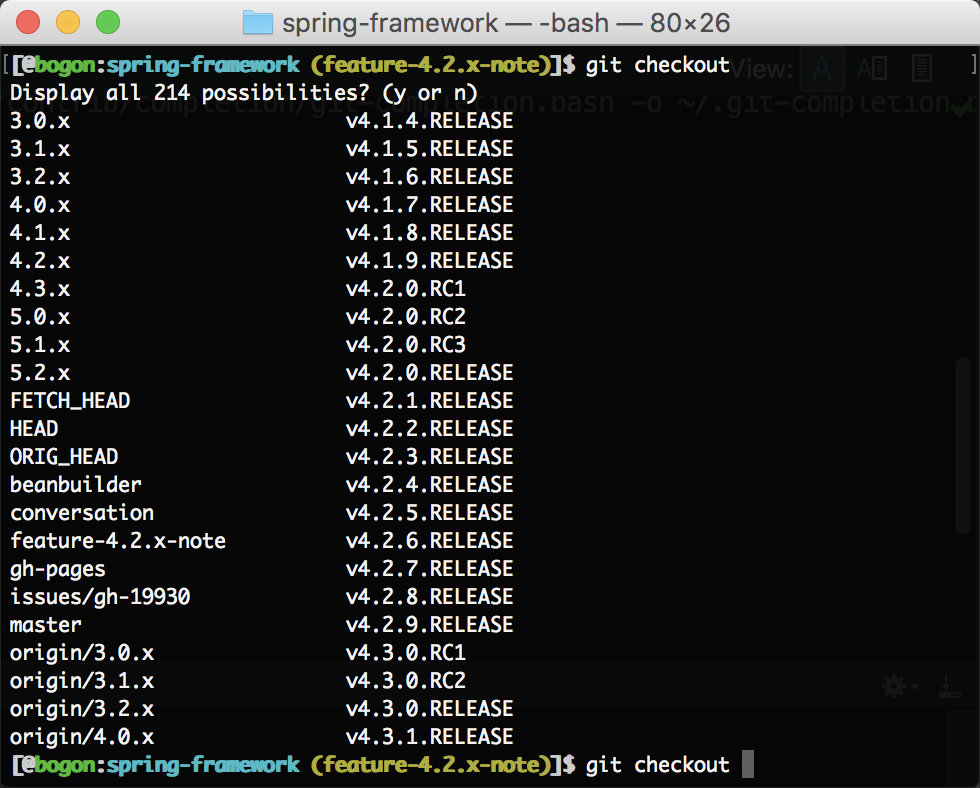 spring-framework — -bash — 80×26
[@bogon:spring-framework (feature-4.2.x-note)]$ git checkout
View:
contrib/completion/git-completion.bash -o ~/.git-completion
Display all 214 possibilities? (y or n)
3.0.x v4.1.4.RELEASE
3.1.x v4.1.5.RELEASE
3.2.x v4.1.6.RELEASE
4.0.x v4.1.7.RELEASE
4.1.x v4.1.8.RELEASE
4.2.x v4.1.9.RELEASE
4.3.x v4.2.0.RC1
5.0.x v4.2.0.RC2
5.1.x v4.2.0.RC3
5.2.x v4.2.0.RELEASE
FETCH_HEAD v4.2.1.RELEASE
HEAD v4.2.2.RELEASE
ORIG_HEAD v4.2.3.RELEASE
beanbuilder v4.2.4.RELEASE
conversation v4.2.5.RELEASE
feature-4.2.x-note v4.2.6.RELEASE
gh-pages v4.2.7.RELEASE
issues/gh-19930 v4.2.8.RELEASE
master v4.2.9.RELEASE
origin/3.0.x v4.3.0.RC1
origin/3.1.x v4.3.0.RC2
origin/3.2.x v4.3.0.RELEASE
origin/4.0.x v4.3.1.RELEASE
[@bogon:spring-framework (feature-4.2.x-note)]$ git checkout